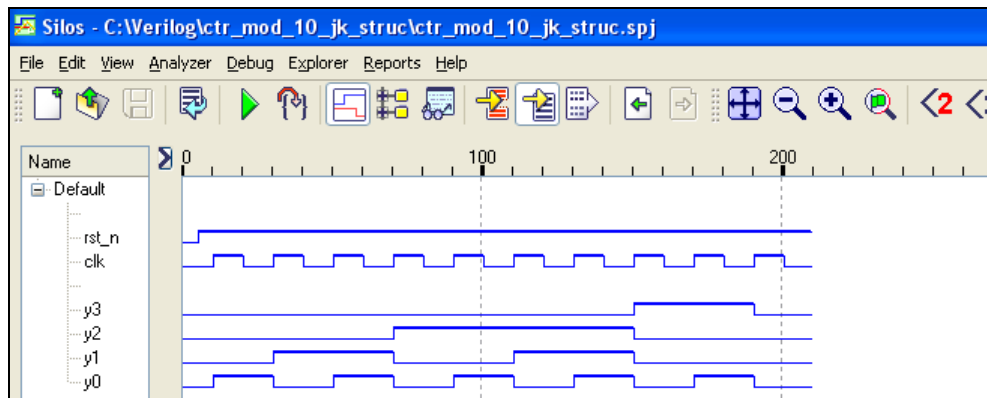 Silos - C:\Verilog\ctr_mod_10_jk_struc\ctr_mod_10_jk_struc.spj
File Edit View Analyzer Debug Explorer Reports Help
2
Name 0 100 200
Default
rst_n
clk
y3
y2
y1
y0